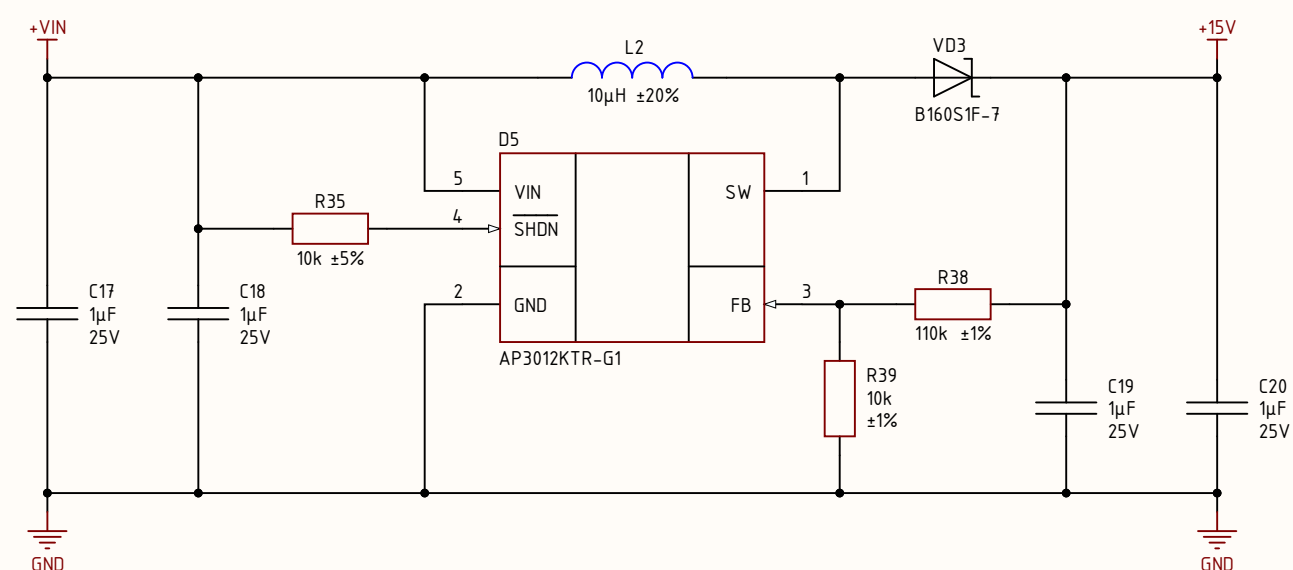 +VIN
+15V
L2
10µH ±20%
VD3
B160S1F-7
D5
5
VIN
SW
1
R35
10k ±5%
4
SHDN
C17
1µF
25V
C18
1µF
25V
2
GND
FB
3
R38
110k ±1%
AP3012KTR-G1
R39
10k
±1%
C19
1µF
25V
C20
1µF
25V
GND
GND